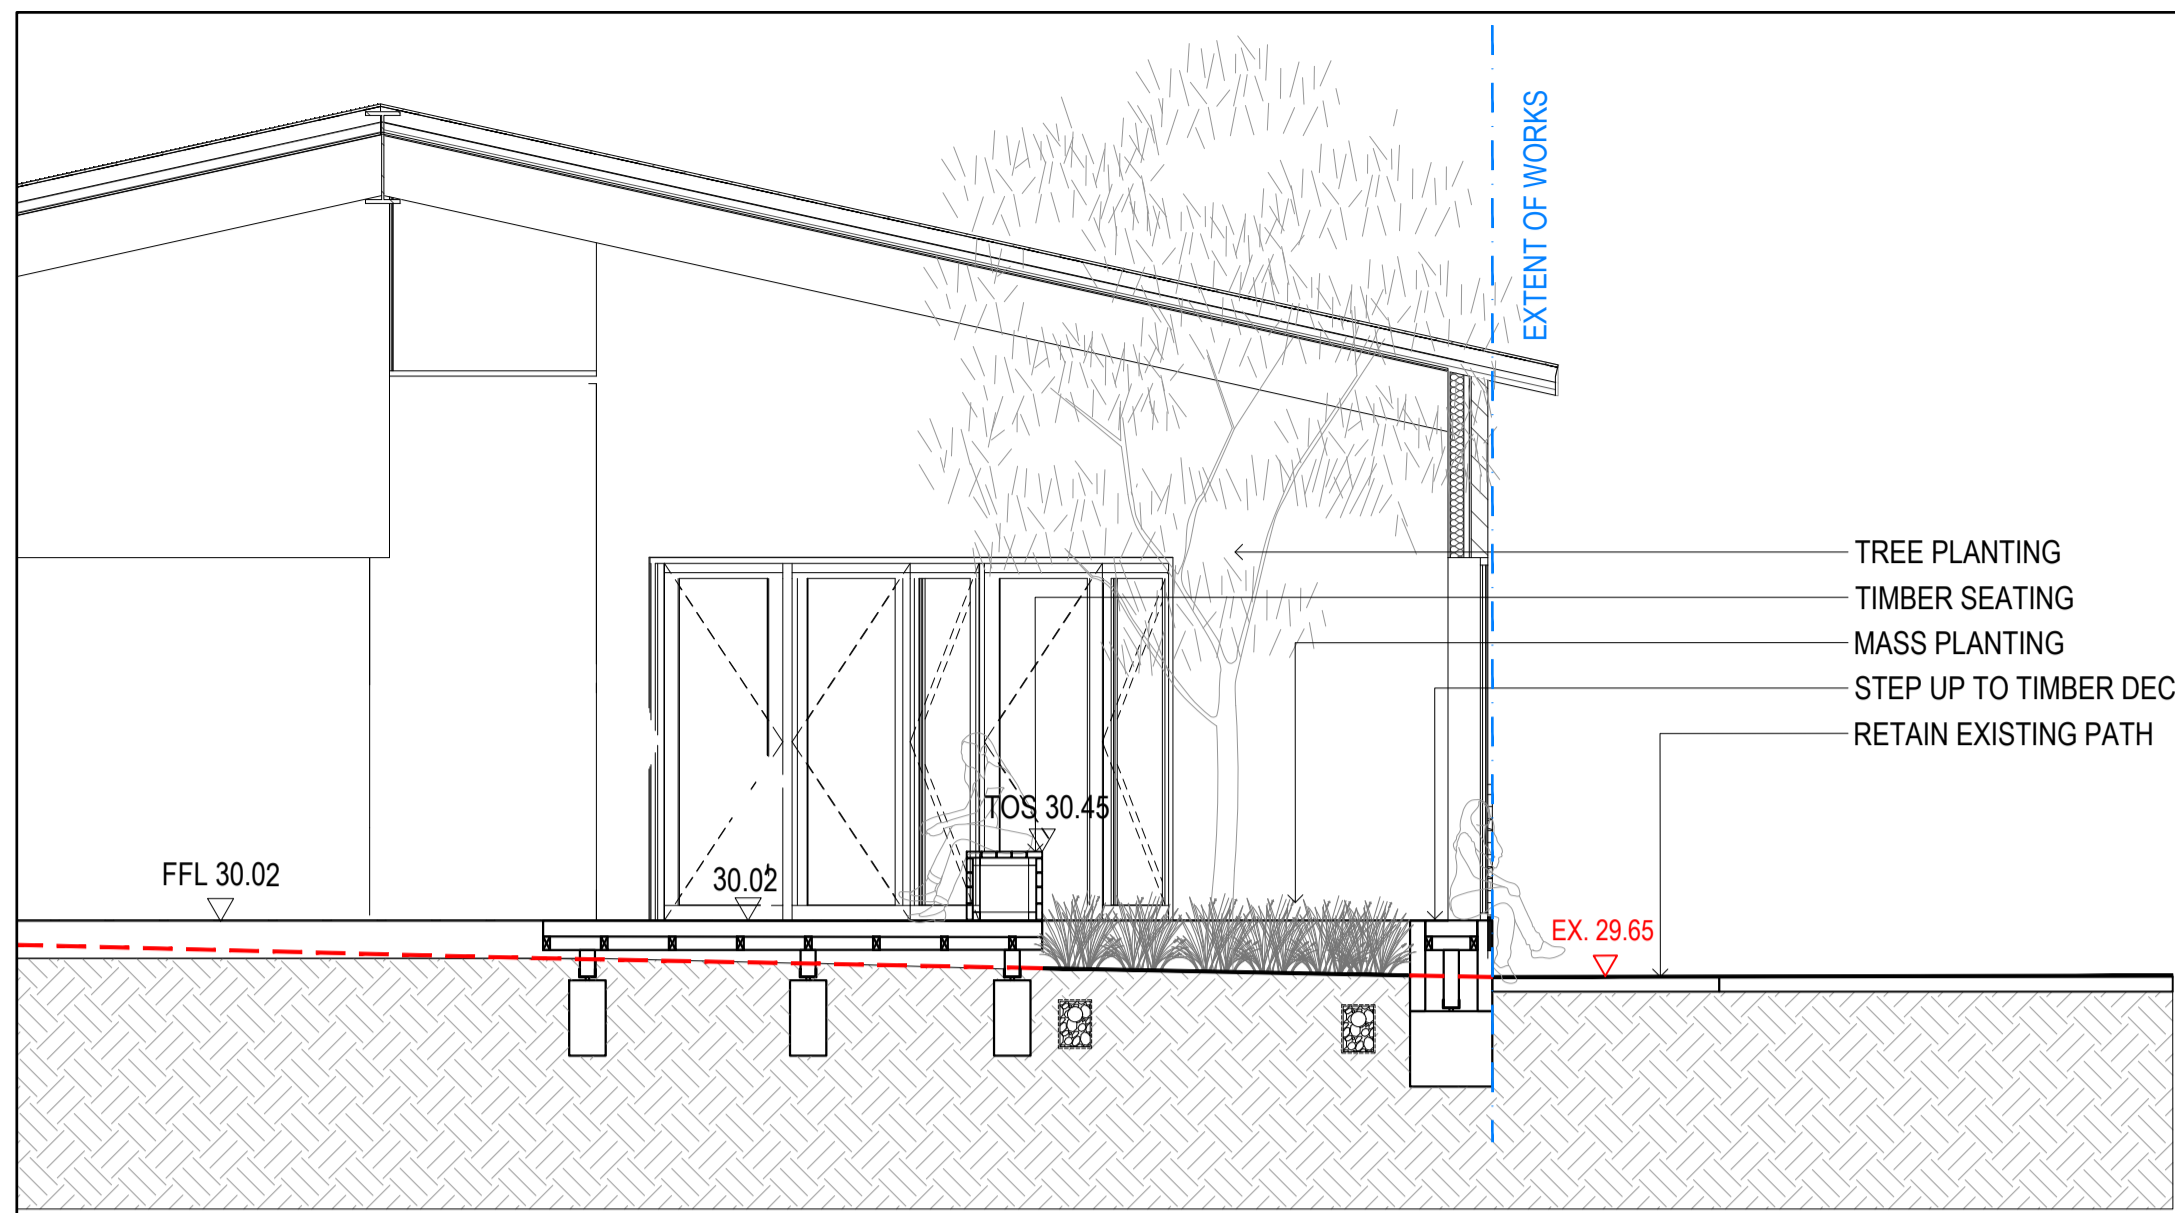 EXTENT OF WORKS
TREE PLANTING
TIMBER SEATING
MASS PLANTING
STEP UP TO TIMBER DEC
RETAIN EXISTING PATH
TOS 30.45
FFL 30.02
30.02
EX. 29.65